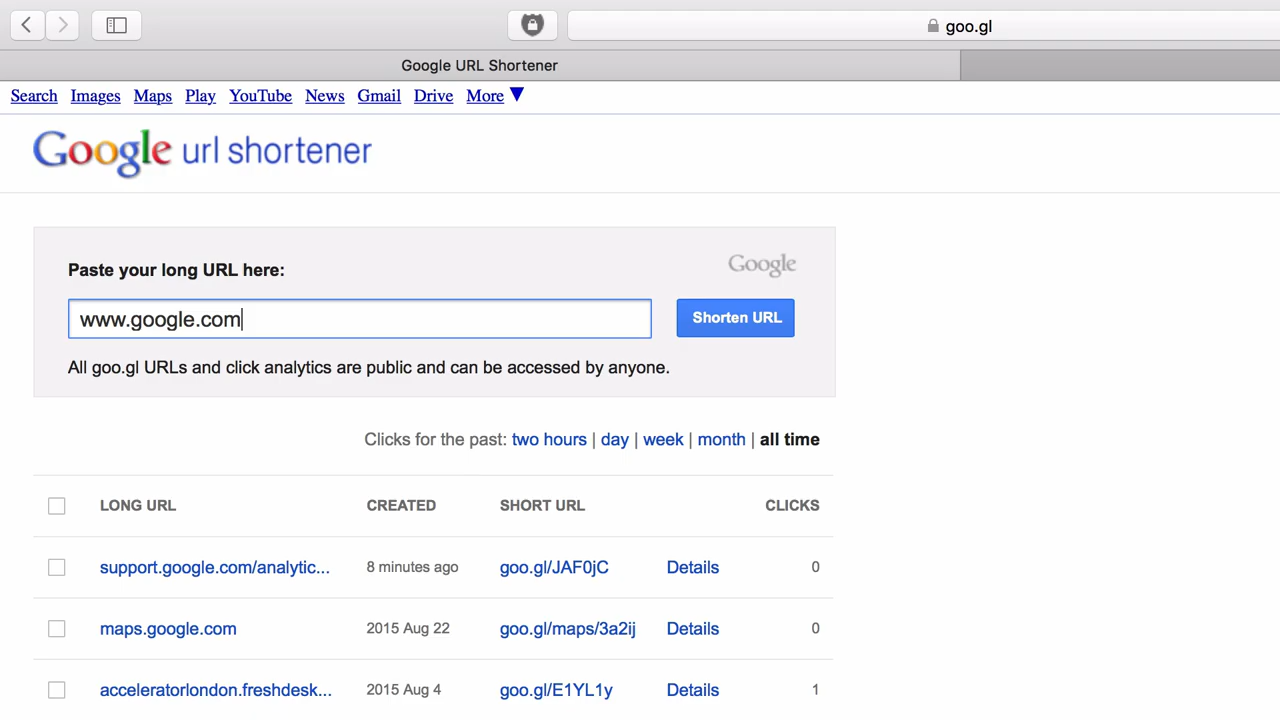 goo.gl
Google URL Shortener
Search Images Maps Play YouTube News Gmail Drive More ▼
Google url shortener
Paste your long URL here:
Google
www.google.com
Shorten URL
All goo.gl URLs and click analytics are public and can be accessed by anyone.
Clicks for the past: two hours | day | week | month | all time
LONG URL CREATED SHORT URL CLICKS
support.google.com/analytic... 8 minutes ago goo.gl/JAF0jC Details 0
maps.google.com 2015 Aug 22 goo.gl/maps/3a2ij Details 0
acceleratorlondon.freshdesk... 2015 Aug 4 goo.gl/E1YL1y Details 1